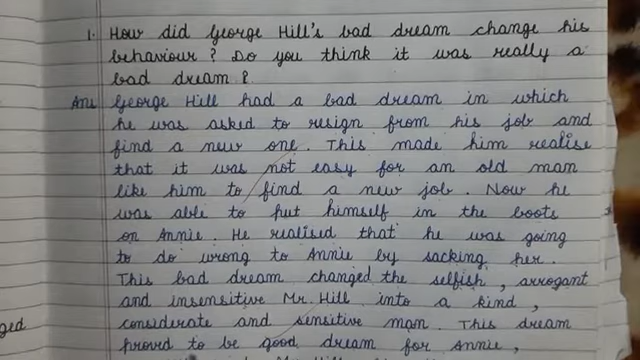 1. How did George Hill's bad dream change his
behaviour? Do you think it was really a
bad dream?
Ans George Hill had a bad dream in which
he was asked to resign from his job and
find a new one. This made him realise
that it was not easy for an old man
like him to find a new job. Now he
was able to put himself in the boots
on Annie. He realised that he was going
to do wrong to Annie by sacking her.
This bad dream changed the selfish, arrogant
and insensitive Mr. Hill into a kind,
ged considerate and sensitive man. This dream
proved to be good dream for Annie,